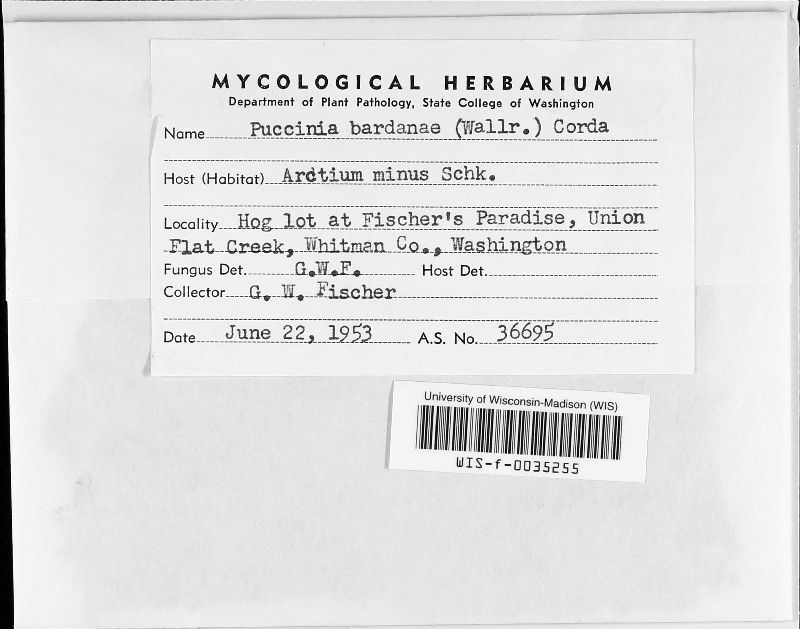 MYCOLOGICAL HERBARIUM
Department of Plant Pathology, State College of Washington
Name Puccinia bardanae (Wallr.) Corda
Host (Habitat) Arctium minus Schk.
Locality Hog lot at Fischer's Paradise, Union
Flat Creek, Whitman Co., Washington
Fungus Det. G.W.F. Host Det.
Collector G. W. Fischer
Date June 22, 1953 A.S. No. 36695
University of Wisconsin-Madison (WIS)
WIS-f-0035255